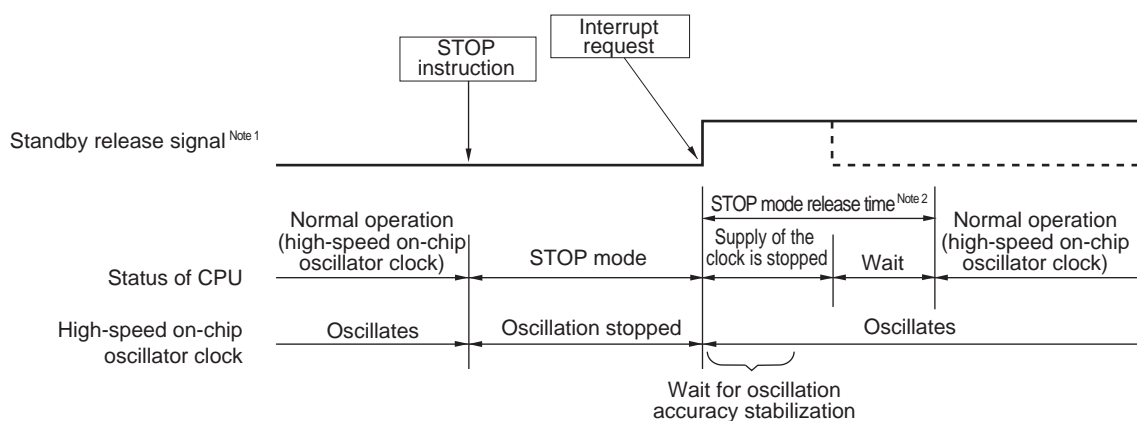 STOP
instruction
Interrupt
request
Standby release signal Note 1
STOP mode release time Note 2
Normal operation
(high-speed on-chip
oscillator clock)
Supply of the
clock is stopped
Normal operation
(high-speed on-chip
oscillator clock)
Status of CPU
STOP mode
Wait
High-speed on-chip
oscillator clock
Oscillates
Oscillation stopped
Oscillates
Wait for oscillation
accuracy stabilization